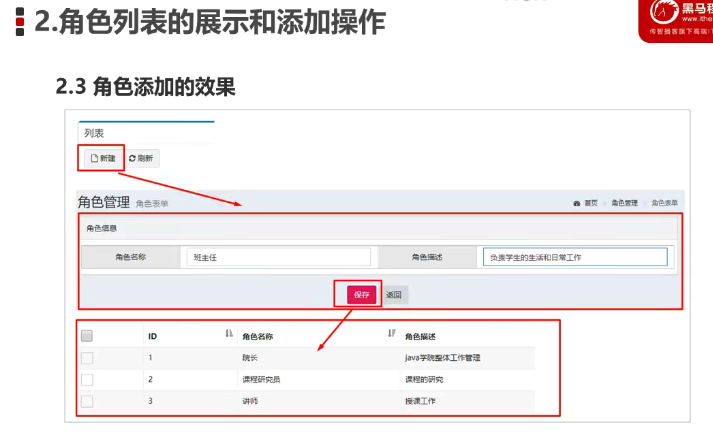 2.角色列表的展示和添加操作
黑马程
www.ithe
传智播客旗下高端IT
2.3 角色添加的效果
列表
新建 刷新
角色管理 角色表单
首页 > 角色管理 > 角色表单
角色信息
角色名称 班主任 角色描述 负责学生的生活和日常工作
保存 返回
ID 角色名称 角色描述
1 院长 java学院整体工作管理
2 课程研究员 课程的研究
3 讲师 授课工作